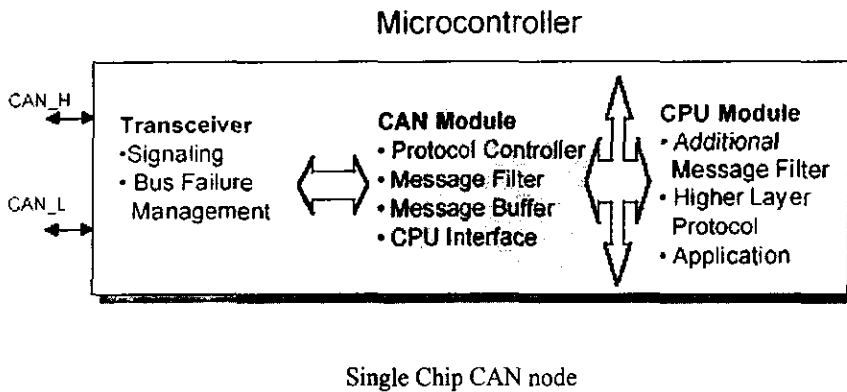 Microcontroller
CAN_H
CAN_L
Transceiver
•Signaling
• Bus Failure
Management
CAN Module
• Protocol Controller
• Message Filter
• Message Buffer
• CPU Interface
CPU Module
• Additional
Message Filter
• Higher Layer
Protocol
• Application
Single Chip CAN node